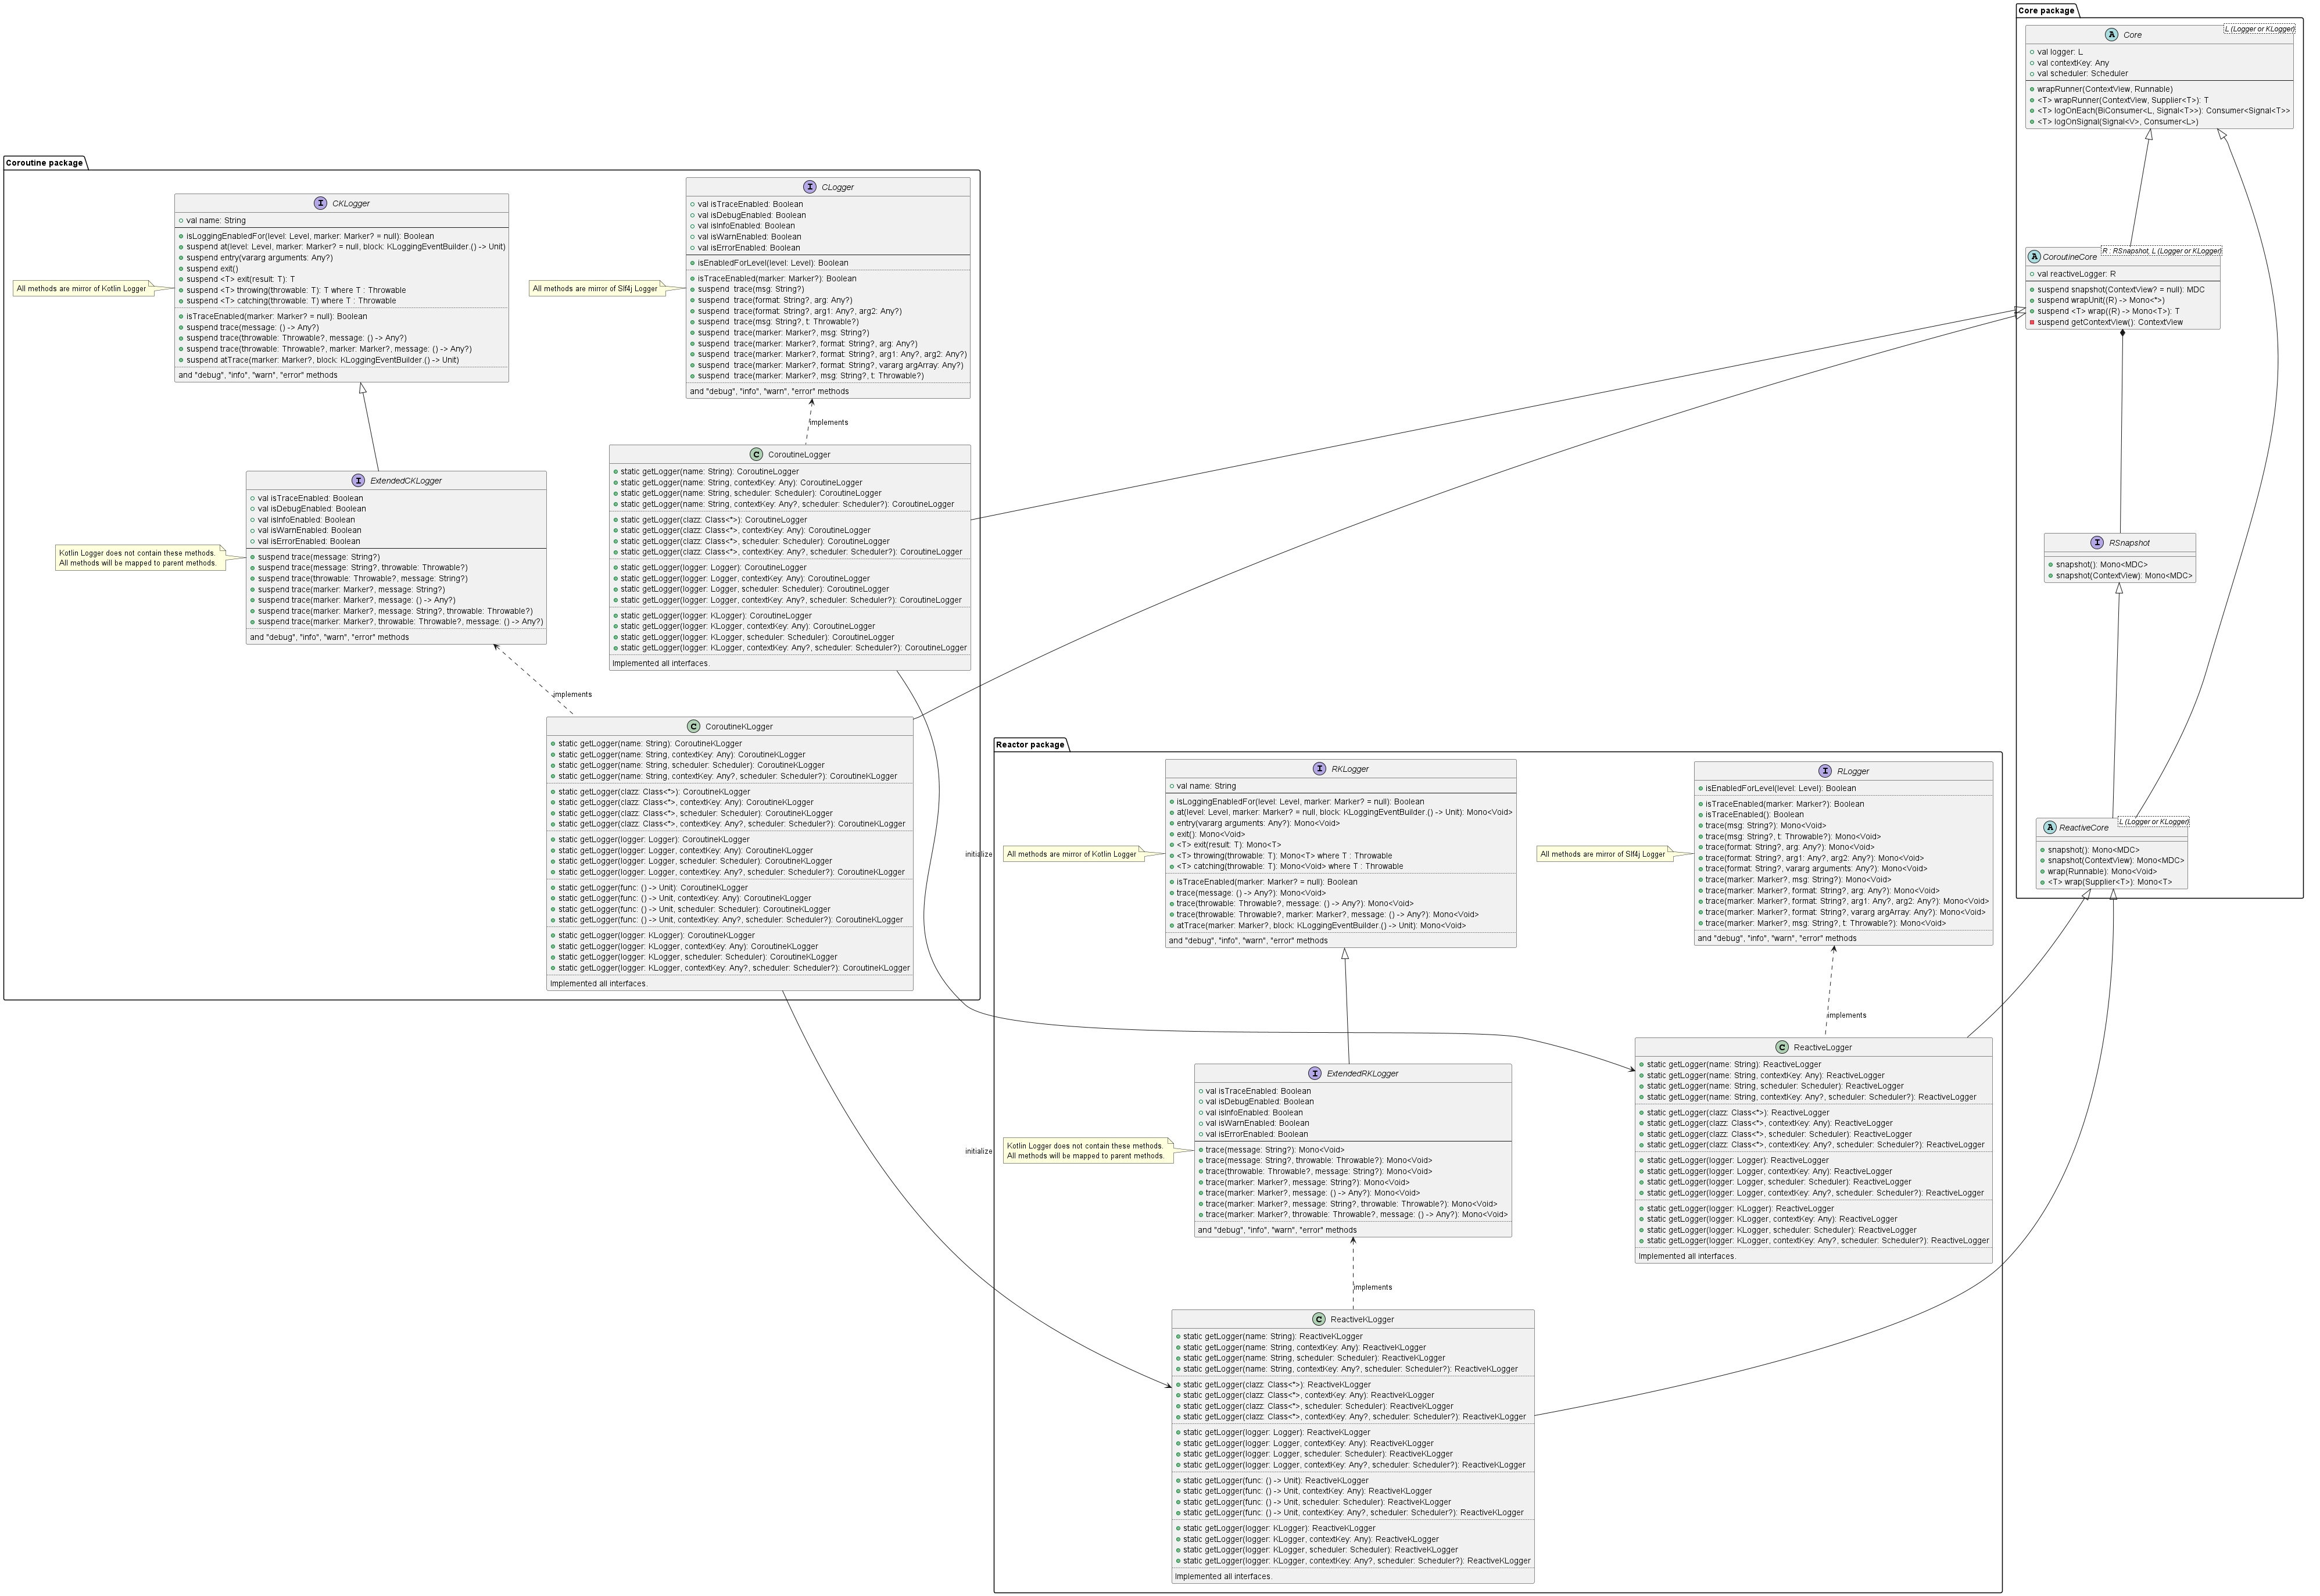 Core package
L (Logger or KLogger)
Core
val logger: L
val contextKey: Any
val scheduler: Scheduler
wrapRunner(ContextView, Runnable)
<T> wrapRunner(ContextView, Supplier<T>): T
<T> logOnEach(BiConsumer<L, Signal<T>>): Consumer<Signal<T>>
<T> logOnSignal(Signal<V>, Consumer<L>)
R : RSnapshot, L (Logger or KLogger)
CoroutineCore
val reactiveLogger: R
suspend snapshot(ContextView? = null): MDC
suspend wrapUnit((R) -> Mono<*>)
suspend <T> wrap((R) -> Mono<T>): T
suspend getContextView(): ContextView
RSnapshot
snapshot(): Mono<MDC>
snapshot(ContextView): Mono<MDC>
L (Logger or KLogger)
ReactiveCore
snapshot(): Mono<MDC>
snapshot(ContextView): Mono<MDC>
wrap(Runnable): Mono<Void>
<T> wrap(Supplier<T>): Mono<T>
Coroutine package
CKLogger
val name: String
isLoggingEnabledFor(level: Level, marker: Marker? = null): Boolean
suspend at(level: Level, marker: Marker? = null, block: KLoggingEventBuilder.() -> Unit)
suspend entry(vararg arguments: Any?)
suspend exit()
suspend <T> exit(result: T): T
suspend <T> throwing(throwable: T): T where T : Throwable
suspend <T> catching(throwable: T) where T : Throwable
isTraceEnabled(marker: Marker? = null): Boolean
suspend trace(message: () -> Any?)
suspend trace(throwable: Throwable?, message: () -> Any?)
suspend trace(throwable: Throwable?, marker: Marker?, message: () -> Any?)
suspend atTrace(marker: Marker?, block: KLoggingEventBuilder.() -> Unit)
and "debug", "info", "warn", "error" methods
All methods are mirror of Kotlin Logger
CLogger
val isTraceEnabled: Boolean
val isDebugEnabled: Boolean
val isInfoEnabled: Boolean
val isWarnEnabled: Boolean
val isErrorEnabled: Boolean
isEnabledForLevel(level: Level): Boolean
isTraceEnabled(marker: Marker?): Boolean
suspend  trace(msg: String?)
suspend  trace(format: String?, arg: Any?)
suspend  trace(format: String?, arg1: Any?, arg2: Any?)
suspend  trace(msg: String?, t: Throwable?)
suspend  trace(marker: Marker?, msg: String?)
suspend  trace(marker: Marker?, format: String?, arg: Any?)
suspend  trace(marker: Marker?, format: String?, arg1: Any?, arg2: Any?)
suspend  trace(marker: Marker?, format: String?, vararg argArray: Any?)
suspend  trace(marker: Marker?, msg: String?, t: Throwable?)
and "debug", "info", "warn", "error" methods
All methods are mirror of Slf4j Logger
implements
ExtendedCKLogger
val isTraceEnabled: Boolean
val isDebugEnabled: Boolean
val isInfoEnabled: Boolean
val isWarnEnabled: Boolean
val isErrorEnabled: Boolean
suspend trace(message: String?)
suspend trace(message: String?, throwable: Throwable?)
suspend trace(throwable: Throwable?, message: String?)
suspend trace(marker: Marker?, message: String?)
suspend trace(marker: Marker?, message: () -> Any?)
suspend trace(marker: Marker?, message: String?, throwable: Throwable?)
suspend trace(marker: Marker?, throwable: Throwable?, message: () -> Any?)
and "debug", "info", "warn", "error" methods
Kotlin Logger does not contain these methods.
All methods will be mapped to parent methods.
implements
CoroutineLogger
static getLogger(name: String): CoroutineLogger
static getLogger(name: String, contextKey: Any): CoroutineLogger
static getLogger(name: String, scheduler: Scheduler): CoroutineLogger
static getLogger(name: String, contextKey: Any?, scheduler: Scheduler?): CoroutineLogger
static getLogger(clazz: Class<*>): CoroutineLogger
static getLogger(clazz: Class<*>, contextKey: Any): CoroutineLogger
static getLogger(clazz: Class<*>, scheduler: Scheduler): CoroutineLogger
static getLogger(clazz: Class<*>, contextKey: Any?, scheduler: Scheduler?): CoroutineLogger
static getLogger(logger: Logger): CoroutineLogger
static getLogger(logger: Logger, contextKey: Any): CoroutineLogger
static getLogger(logger: Logger, scheduler: Scheduler): CoroutineLogger
static getLogger(logger: Logger, contextKey: Any?, scheduler: Scheduler?): CoroutineLogger
static getLogger(logger: KLogger): CoroutineLogger
static getLogger(logger: KLogger, contextKey: Any): CoroutineLogger
static getLogger(logger: KLogger, scheduler: Scheduler): CoroutineLogger
static getLogger(logger: KLogger, contextKey: Any?, scheduler: Scheduler?): CoroutineLogger
Implemented all interfaces.
CoroutineKLogger
static getLogger(name: String): CoroutineKLogger
static getLogger(name: String, contextKey: Any): CoroutineKLogger
static getLogger(name: String, scheduler: Scheduler): CoroutineKLogger
static getLogger(name: String, contextKey: Any?, scheduler: Scheduler?): CoroutineKLogger
static getLogger(clazz: Class<*>): CoroutineKLogger
static getLogger(clazz: Class<*>, contextKey: Any): CoroutineKLogger
static getLogger(clazz: Class<*>, scheduler: Scheduler): CoroutineKLogger
static getLogger(clazz: Class<*>, contextKey: Any?, scheduler: Scheduler?): CoroutineKLogger
static getLogger(logger: Logger): CoroutineKLogger
static getLogger(logger: Logger, contextKey: Any): CoroutineKLogger
static getLogger(logger: Logger, scheduler: Scheduler): CoroutineKLogger
static getLogger(logger: Logger, contextKey: Any?, scheduler: Scheduler?): CoroutineKLogger
static getLogger(func: () -> Unit): CoroutineKLogger
static getLogger(func: () -> Unit, contextKey: Any): CoroutineKLogger
static getLogger(func: () -> Unit, scheduler: Scheduler): CoroutineKLogger
static getLogger(func: () -> Unit, contextKey: Any?, scheduler: Scheduler?): CoroutineKLogger
static getLogger(logger: KLogger): CoroutineKLogger
static getLogger(logger: KLogger, contextKey: Any): CoroutineKLogger
static getLogger(logger: KLogger, scheduler: Scheduler): CoroutineKLogger
static getLogger(logger: KLogger, contextKey: Any?, scheduler: Scheduler?): CoroutineKLogger
Implemented all interfaces.
initialize
initialize
Reactor package
RKLogger
val name: String
isLoggingEnabledFor(level: Level, marker: Marker? = null): Boolean
at(level: Level, marker: Marker? = null, block: KLoggingEventBuilder.() -> Unit): Mono<Void>
entry(vararg arguments: Any?): Mono<Void>
exit(): Mono<Void>
<T> exit(result: T): Mono<T>
<T> throwing(throwable: T): Mono<T> where T : Throwable
<T> catching(throwable: T): Mono<Void> where T : Throwable
isTraceEnabled(marker: Marker? = null): Boolean
trace(message: () -> Any?): Mono<Void>
trace(throwable: Throwable?, message: () -> Any?): Mono<Void>
trace(throwable: Throwable?, marker: Marker?, message: () -> Any?): Mono<Void>
atTrace(marker: Marker?, block: KLoggingEventBuilder.() -> Unit): Mono<Void>
and "debug", "info", "warn", "error" methods
All methods are mirror of Kotlin Logger
RLogger
isEnabledForLevel(level: Level): Boolean
isTraceEnabled(marker: Marker?): Boolean
isTraceEnabled(): Boolean
trace(msg: String?): Mono<Void>
trace(msg: String?, t: Throwable?): Mono<Void>
trace(format: String?, arg: Any?): Mono<Void>
trace(format: String?, arg1: Any?, arg2: Any?): Mono<Void>
trace(format: String?, vararg arguments: Any?): Mono<Void>
trace(marker: Marker?, msg: String?): Mono<Void>
trace(marker: Marker?, format: String?, arg: Any?): Mono<Void>
trace(marker: Marker?, format: String?, arg1: Any?, arg2: Any?): Mono<Void>
trace(marker: Marker?, format: String?, vararg argArray: Any?): Mono<Void>
trace(marker: Marker?, msg: String?, t: Throwable?): Mono<Void>
and "debug", "info", "warn", "error" methods
All methods are mirror of Slf4j Logger
implements
ExtendedRKLogger
val isTraceEnabled: Boolean
val isDebugEnabled: Boolean
val isInfoEnabled: Boolean
val isWarnEnabled: Boolean
val isErrorEnabled: Boolean
trace(message: String?): Mono<Void>
trace(message: String?, throwable: Throwable?): Mono<Void>
trace(throwable: Throwable?, message: String?): Mono<Void>
trace(marker: Marker?, message: String?): Mono<Void>
trace(marker: Marker?, message: () -> Any?): Mono<Void>
trace(marker: Marker?, message: String?, throwable: Throwable?): Mono<Void>
trace(marker: Marker?, throwable: Throwable?, message: () -> Any?): Mono<Void>
and "debug", "info", "warn", "error" methods
Kotlin Logger does not contain these methods.
All methods will be mapped to parent methods.
implements
ReactiveLogger
static getLogger(name: String): ReactiveLogger
static getLogger(name: String, contextKey: Any): ReactiveLogger
static getLogger(name: String, scheduler: Scheduler): ReactiveLogger
static getLogger(name: String, contextKey: Any?, scheduler: Scheduler?): ReactiveLogger
static getLogger(clazz: Class<*>): ReactiveLogger
static getLogger(clazz: Class<*>, contextKey: Any): ReactiveLogger
static getLogger(clazz: Class<*>, scheduler: Scheduler): ReactiveLogger
static getLogger(clazz: Class<*>, contextKey: Any?, scheduler: Scheduler?): ReactiveLogger
static getLogger(logger: Logger): ReactiveLogger
static getLogger(logger: Logger, contextKey: Any): ReactiveLogger
static getLogger(logger: Logger, scheduler: Scheduler): ReactiveLogger
static getLogger(logger: Logger, contextKey: Any?, scheduler: Scheduler?): ReactiveLogger
static getLogger(logger: KLogger): ReactiveLogger
static getLogger(logger: KLogger, contextKey: Any): ReactiveLogger
static getLogger(logger: KLogger, scheduler: Scheduler): ReactiveLogger
static getLogger(logger: KLogger, contextKey: Any?, scheduler: Scheduler?): ReactiveLogger
Implemented all interfaces.
ReactiveKLogger
static getLogger(name: String): ReactiveKLogger
static getLogger(name: String, contextKey: Any): ReactiveKLogger
static getLogger(name: String, scheduler: Scheduler): ReactiveKLogger
static getLogger(name: String, contextKey: Any?, scheduler: Scheduler?): ReactiveKLogger
static getLogger(clazz: Class<*>): ReactiveKLogger
static getLogger(clazz: Class<*>, contextKey: Any): ReactiveKLogger
static getLogger(clazz: Class<*>, scheduler: Scheduler): ReactiveKLogger
static getLogger(clazz: Class<*>, contextKey: Any?, scheduler: Scheduler?): ReactiveKLogger
static getLogger(logger: Logger): ReactiveKLogger
static getLogger(logger: Logger, contextKey: Any): ReactiveKLogger
static getLogger(logger: Logger, scheduler: Scheduler): ReactiveKLogger
static getLogger(logger: Logger, contextKey: Any?, scheduler: Scheduler?): ReactiveKLogger
static getLogger(func: () -> Unit): ReactiveKLogger
static getLogger(func: () -> Unit, contextKey: Any): ReactiveKLogger
static getLogger(func: () -> Unit, scheduler: Scheduler): ReactiveKLogger
static getLogger(func: () -> Unit, contextKey: Any?, scheduler: Scheduler?): ReactiveKLogger
static getLogger(logger: KLogger): ReactiveKLogger
static getLogger(logger: KLogger, contextKey: Any): ReactiveKLogger
static getLogger(logger: KLogger, scheduler: Scheduler): ReactiveKLogger
static getLogger(logger: KLogger, contextKey: Any?, scheduler: Scheduler?): ReactiveKLogger
Implemented all interfaces.